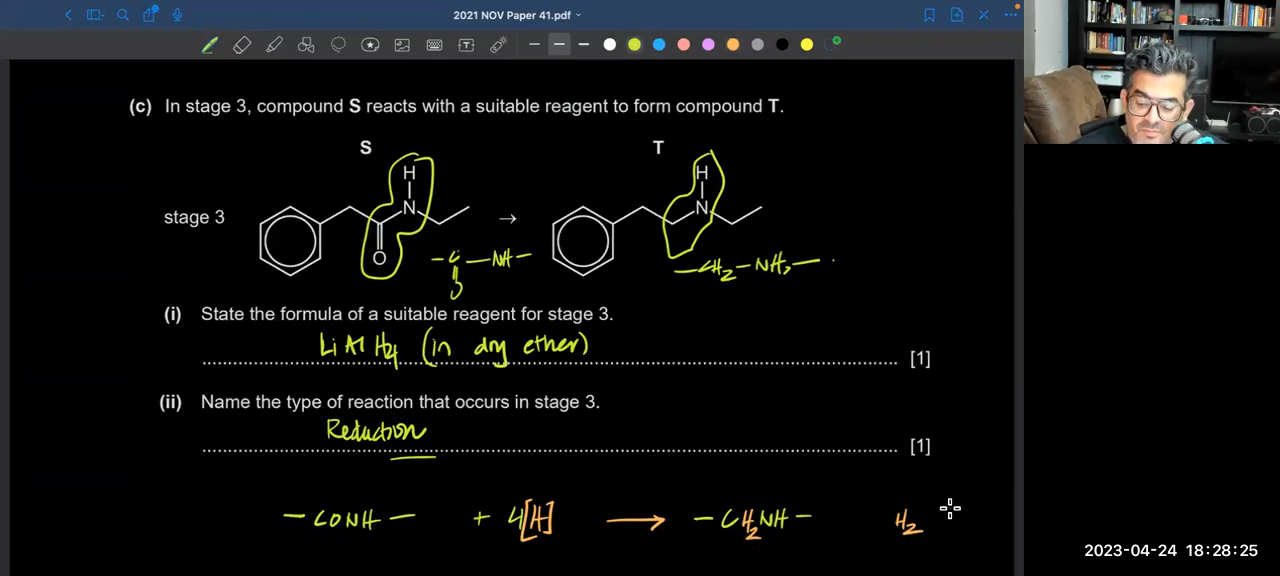 2021 NOV Paper 41.pdf
(c) In stage 3, compound S reacts with a suitable reagent to form compound T.
S T
H H
stage 3 N → N
O
–C–NH–
–CH2–NH2–
(i) State the formula of a suitable reagent for stage 3.
LiAlH4 (in dry ether) [1]
(ii) Name the type of reaction that occurs in stage 3.
Reduction [1]
–CONH– + 4[H] → –CH2NH– H2
2023-04-24 18:28:25